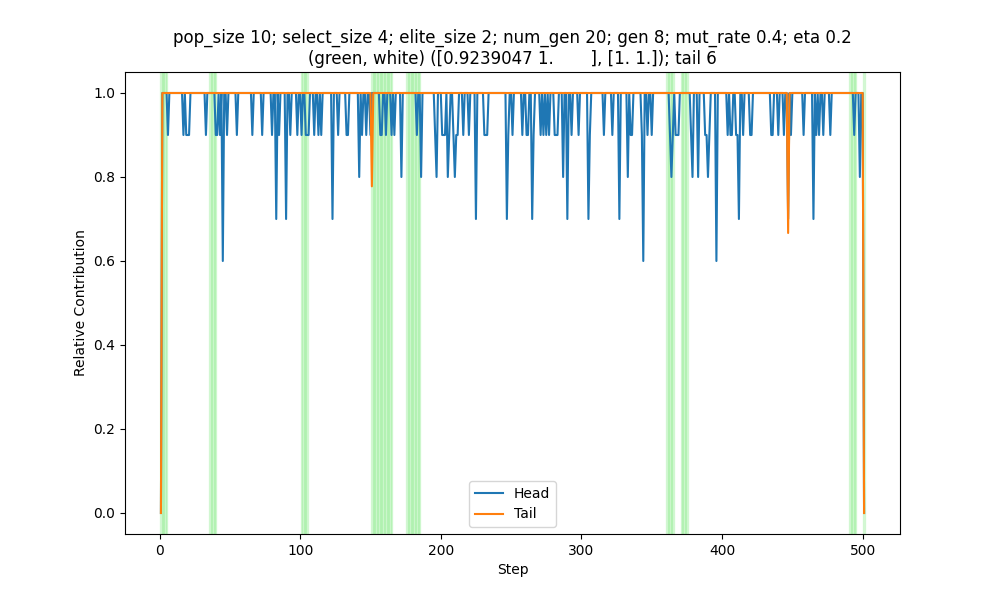 pop_size 10; select_size 4; elite_size 2; num_gen 20; gen 8; mut_rate 0.4; eta 0.2
(green, white) ([0.9239047 1.        ], [1. 1.]); tail 6
Relative Contribution
1.0
0.8
0.6
0.4
0.2
0.0
Head
Tail
0 100 200 300 400 500
Step